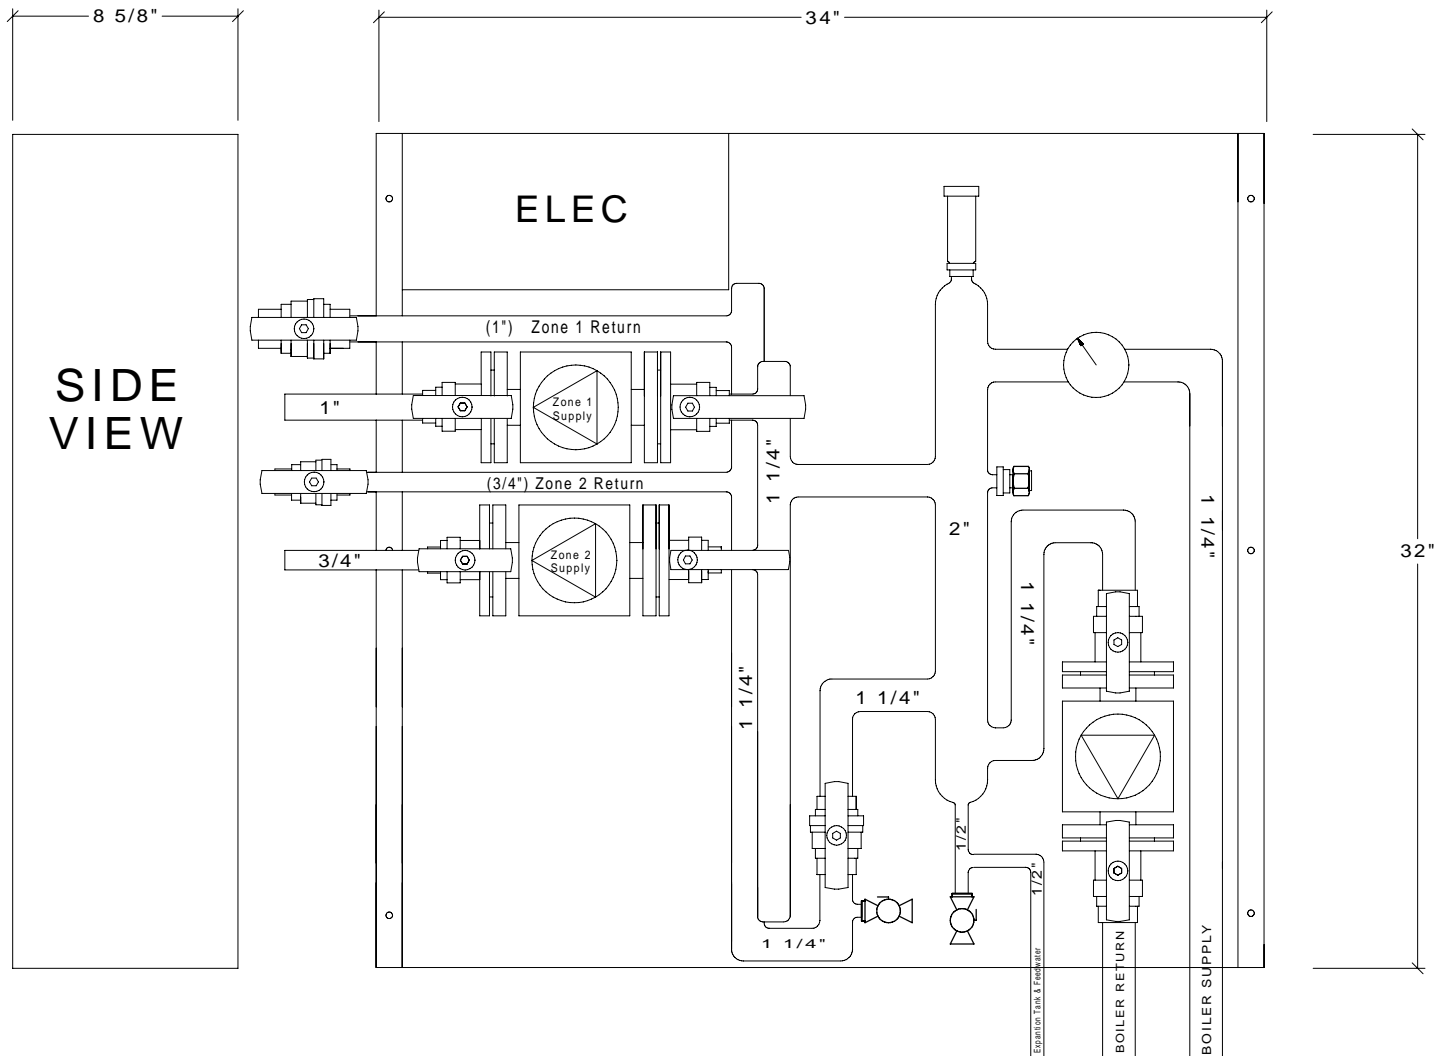 8 5/8"
34"
ELEC
(1") Zone 1 Return
SIDE
VIEW
1"
Zone 1
Supply
1 1/4"
(3/4") Zone 2 Return
2"
1 1/4"
32"
3/4"
Zone 2
Supply
1 1/4"
1 1/4"
1 1/4"
1/2"
1/2"
1 1/4"
Expantion Tank & Feedwater
BOILER RETURN
BOILER SUPPLY